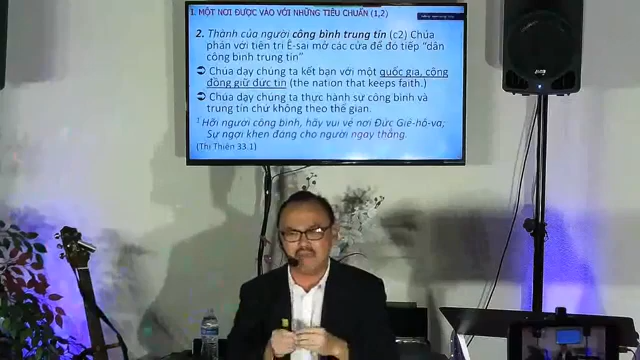 1. MỘT NƠI ĐƯỢC VÀO VỚI NHỮNG TIÊU CHUẨN (1,2)
2. Thành của người công bình trung tín (c2) Chúa
phán với tiên tri Ê-sai mở các cửa để đó tiếp "dân
công bình trung tin"
➲ Chúa dạy chúng ta kết bạn với một quốc gia, cộng
đồng giữ đức tin (the nation that keeps faith.)
➲ Chúa dạy chúng ta thực hành sự công bình và
trung tín chứ không theo thế gian.
1 Hỡi người công bình, hãy vui vẻ nơi Đức Giê-hô-va;
Sự ngợi khen đáng cho người ngay thẳng.
(Thi Thiên 33.1)